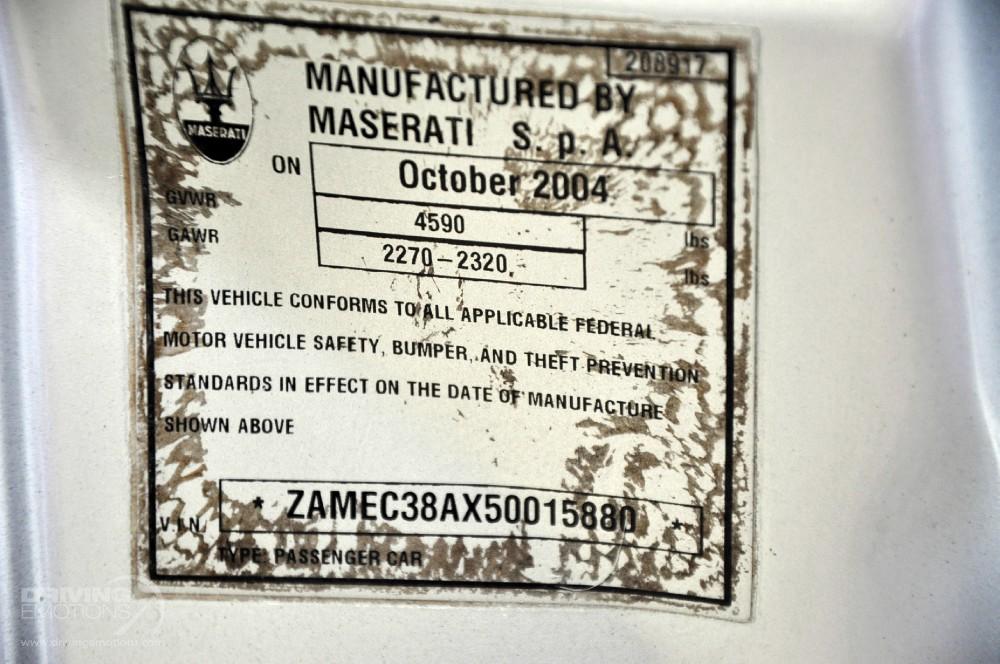 208917
MASERATI
MANUFACTURED BY
MASERATI S. p. A.
ON October 2004
GVWR 4590 lbs
GAWR 2270-2320. lbs
THIS VEHICLE CONFORMS TO ALL APPLICABLE FEDERAL
MOTOR VEHICLE SAFETY, BUMPER, AND THEFT PREVENTION
STANDARDS IN EFFECT ON THE DATE OF MANUFACTURE
SHOWN ABOVE
V.I.N. * ZAMEC38AX50015880 *
TYPE: PASSENGER CAR
DRIVING
EMOTIONS
www.drivingemotions.com